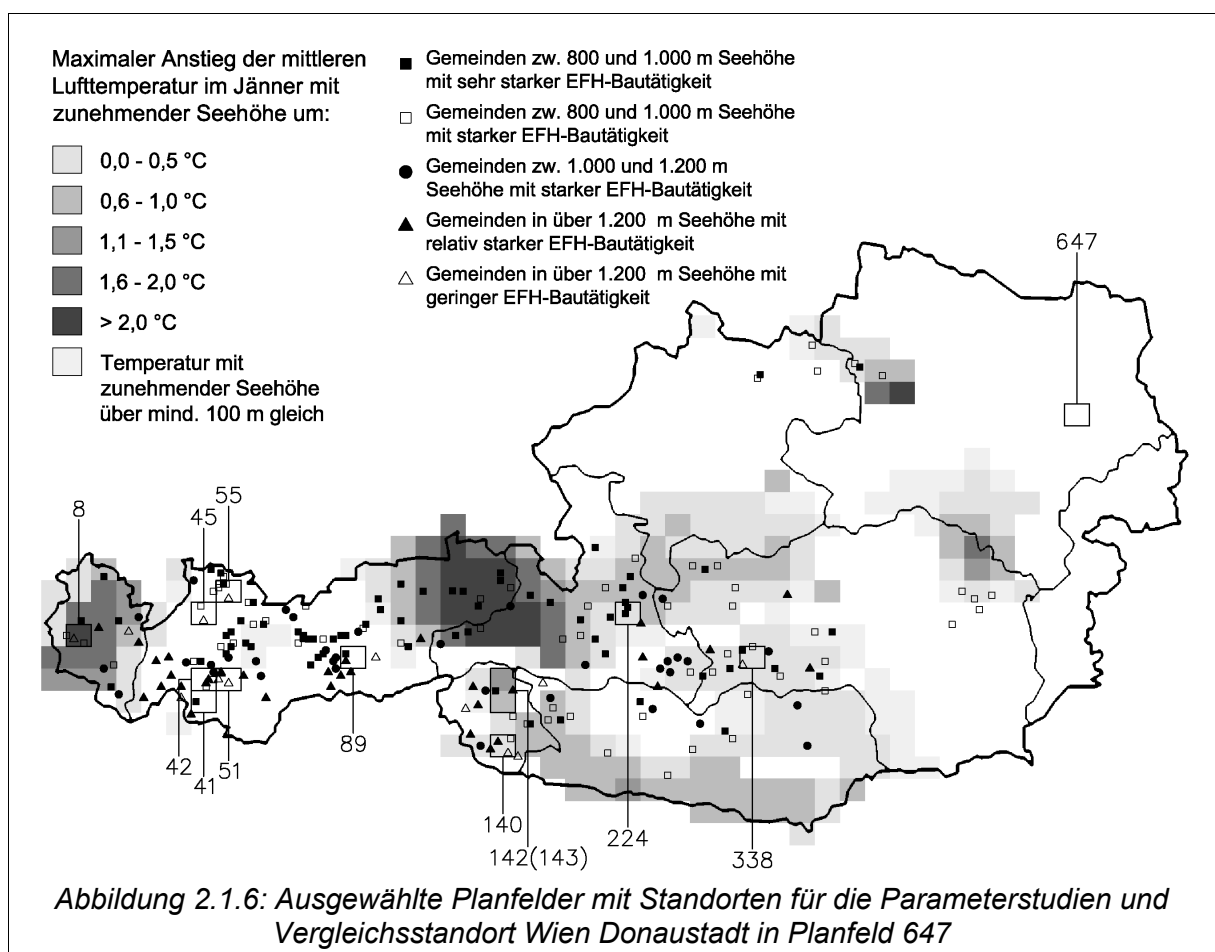 Maximaler Anstieg der mittleren
Lufttemperatur im Jänner mit
zunehmender Seehöhe um:
0,0 - 0,5 °C
0,6 - 1,0 °C
1,1 - 1,5 °C
1,6 - 2,0 °C
> 2,0 °C
Temperatur mit
zunehmender Seehöhe
über mind. 100 m gleich
Gemeinden zw. 800 und 1.000 m Seehöhe
mit sehr starker EFH-Bautätigkeit
Gemeinden zw. 800 und 1.000 m Seehöhe
mit starker EFH-Bautätigkeit
Gemeinden zw. 1.000 und 1.200 m
Seehöhe mit starker EFH-Bautätigkeit
Gemeinden in über 1.200 m Seehöhe mit
relativ starker EFH-Bautätigkeit
Gemeinden in über 1.200 m Seehöhe mit
geringer EFH-Bautätigkeit
647
55
45
8
89
42
51
41
140
142(143)
224
338
Abbildung 2.1.6: Ausgewählte Planfelder mit Standorten für die Parameterstudien und
Vergleichsstandort Wien Donaustadt in Planfeld 647